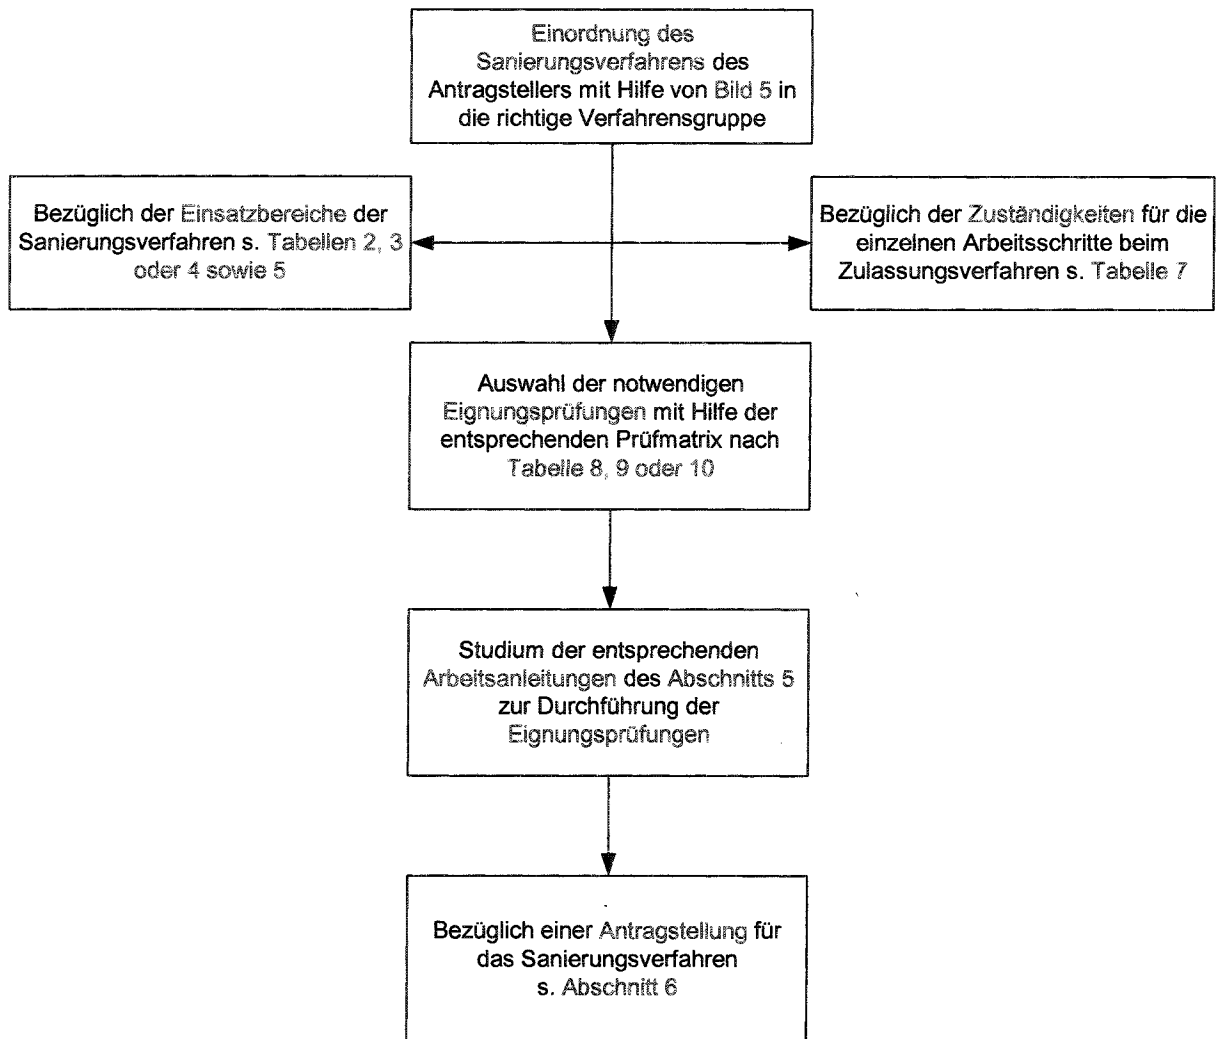 Einordnung des
Sanierungsverfahrens des
Antragstellers mit Hilfe von Bild 5 in
die richtige Verfahrensgruppe
Bezüglich der Einsatzbereiche der
Sanierungsverfahren s. Tabellen 2, 3
oder 4 sowie 5
Bezüglich der Zuständigkeiten für die
einzelnen Arbeitsschritte beim
Zulassungsverfahren s. Tabelle 7
Auswahl der notwendigen
Eignungsprüfungen mit Hilfe der
entsprechenden Prüfmatrix nach
Tabelle 8, 9 oder 10
Studium der entsprechenden
Arbeitsanleitungen des Abschnitts 5
zur Durchführung der
Eignungsprüfungen
Bezüglich einer Antragstellung für
das Sanierungsverfahren
s. Abschnitt 6